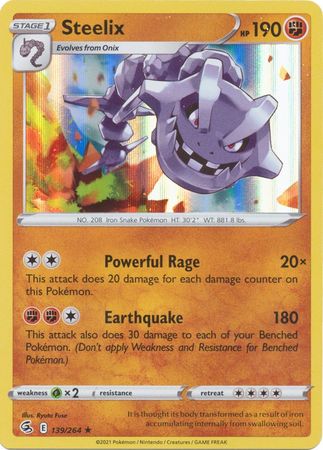 STAGE 1 Steelix HP 190
Evolves from Onix
NO. 208 Iron Snake Pokémon HT: 30'2" WT: 881.8 lbs.
Powerful Rage 20×
This attack does 20 damage for each damage counter on
this Pokémon.
Earthquake 180
This attack also does 30 damage to each of your Benched
Pokémon. (Don't apply Weakness and Resistance for Benched
Pokémon.)
weakness ×2 resistance retreat
Illus. Ryota Fuse
E 139/264 ★
It is thought its body transformed as a result of iron
accumulating internally from swallowing soil.
©2021 Pokémon / Nintendo / Creatures / GAME FREAK